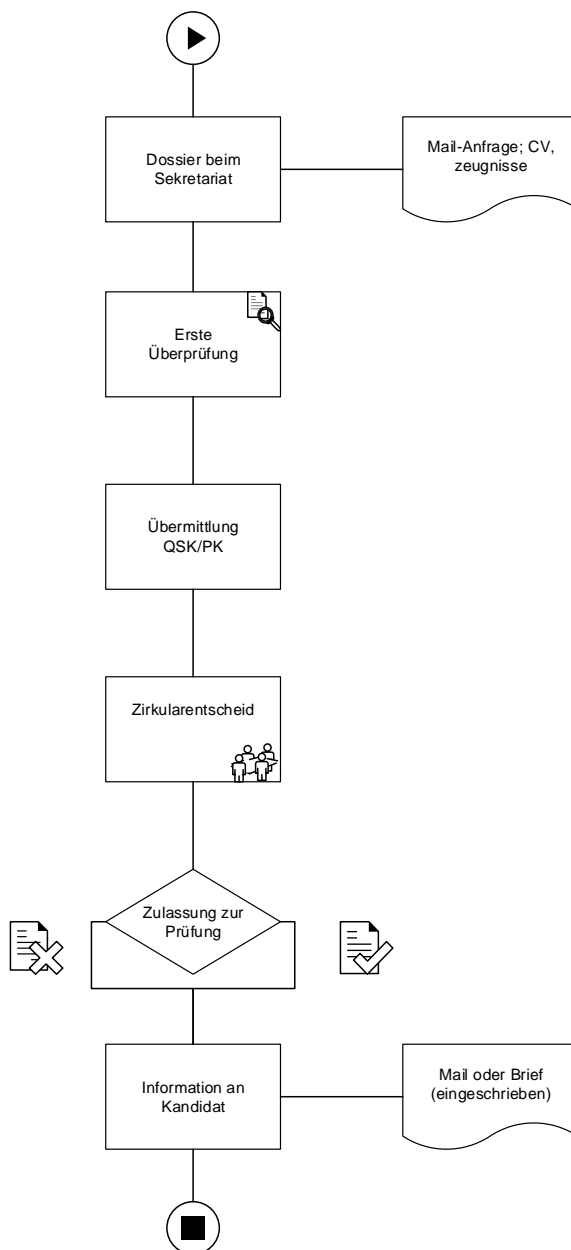 Dossier beim
Sekretariat
Mail-Anfrage; CV,
zeugnisse
Erste
Überprüfung
Übermittlung
QSK/PK
Zirkularentscheid
Zulassung zur
Prüfung
Information an
Kandidat
Mail oder Brief
(eingeschrieben)